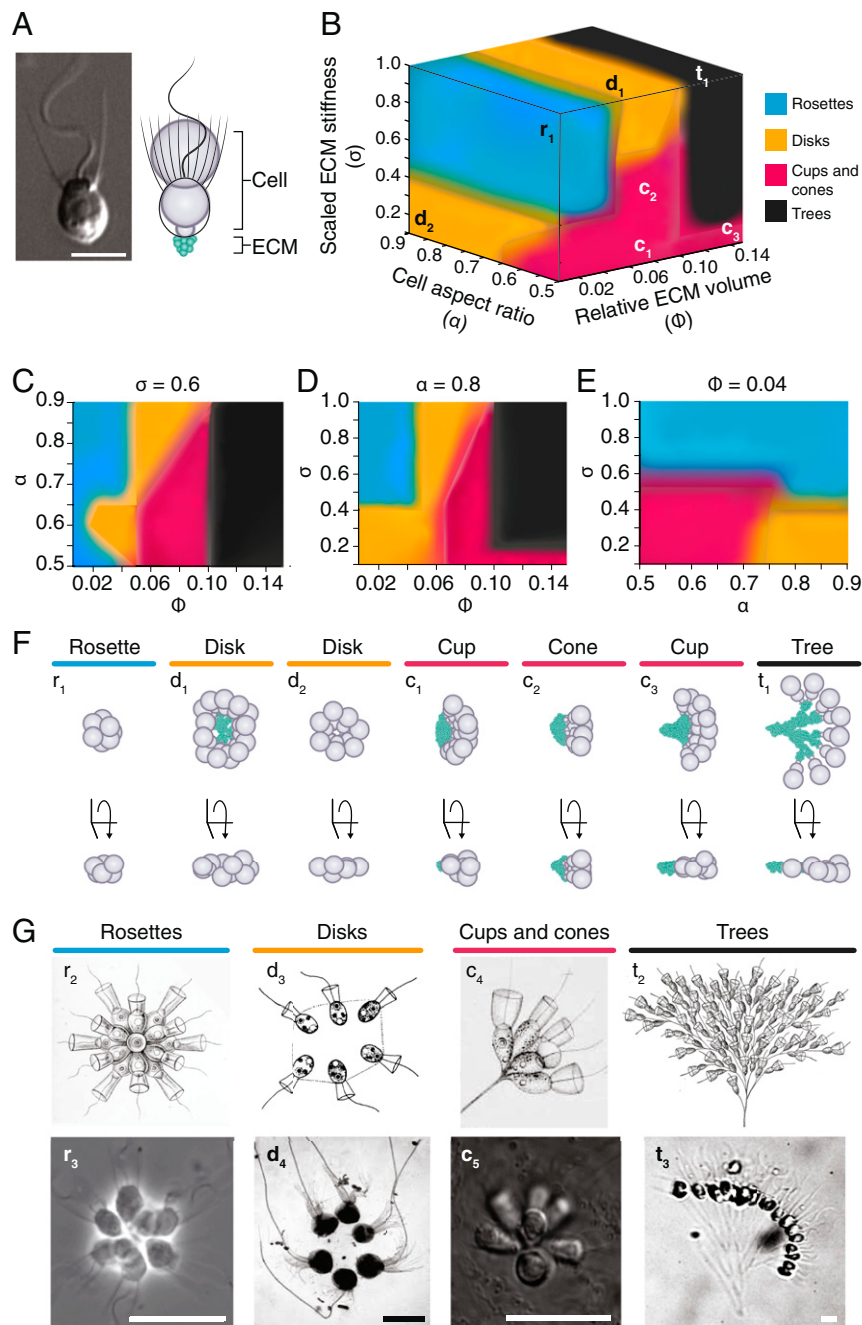 A
Cell
ECM
B
Scaled ECM stiffness
(σ)
1.0
0.8
0.6
0.4
0.2
0.9
0.8
0.7
0.6
0.5
Cell aspect ratio
(α)
0.02
0.06
0.10
0.14
Relative ECM volume
(Φ)
r1
d1
t1
d2
c2
c1
c3
Rosettes
Disks
Cups and
cones
Trees
C
σ = 0.6
α
0.9
0.8
0.7
0.6
0.5
0.02 0.06 0.10 0.14
Φ
D
α = 0.8
σ
1.0
0.8
0.6
0.4
0.2
0.02 0.06 0.10 0.14
Φ
E
Φ = 0.04
σ
1.0
0.8
0.6
0.4
0.2
0.5 0.6 0.7 0.8 0.9
α
F
Rosette Disk Disk Cup Cone Cup Tree
r1 d1 d2 c1 c2 c3 t1
G
Rosettes Disks Cups and cones Trees
r2 d3 c4 t2
r3 d4 c5 t3